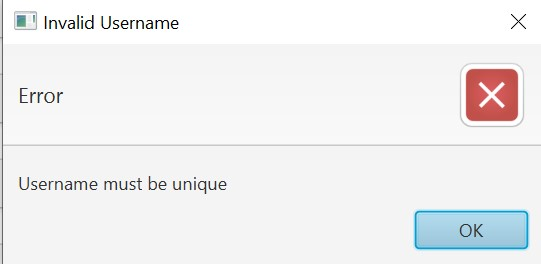 Invalid Username
Error
Username must be unique
OK